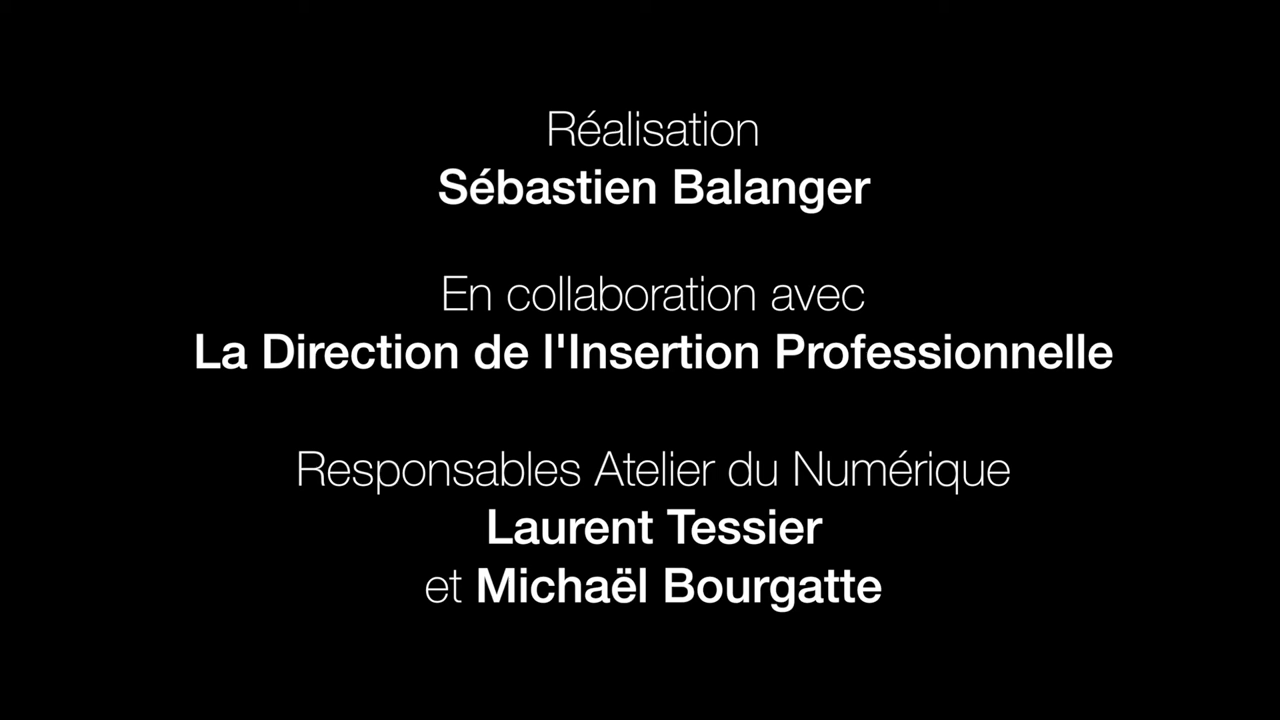 Réalisation
Sébastien Balanger
En collaboration avec
La Direction de l'Insertion Professionnelle
Responsables Atelier du Numérique
Laurent Tessier
et Michaël Bourgatte